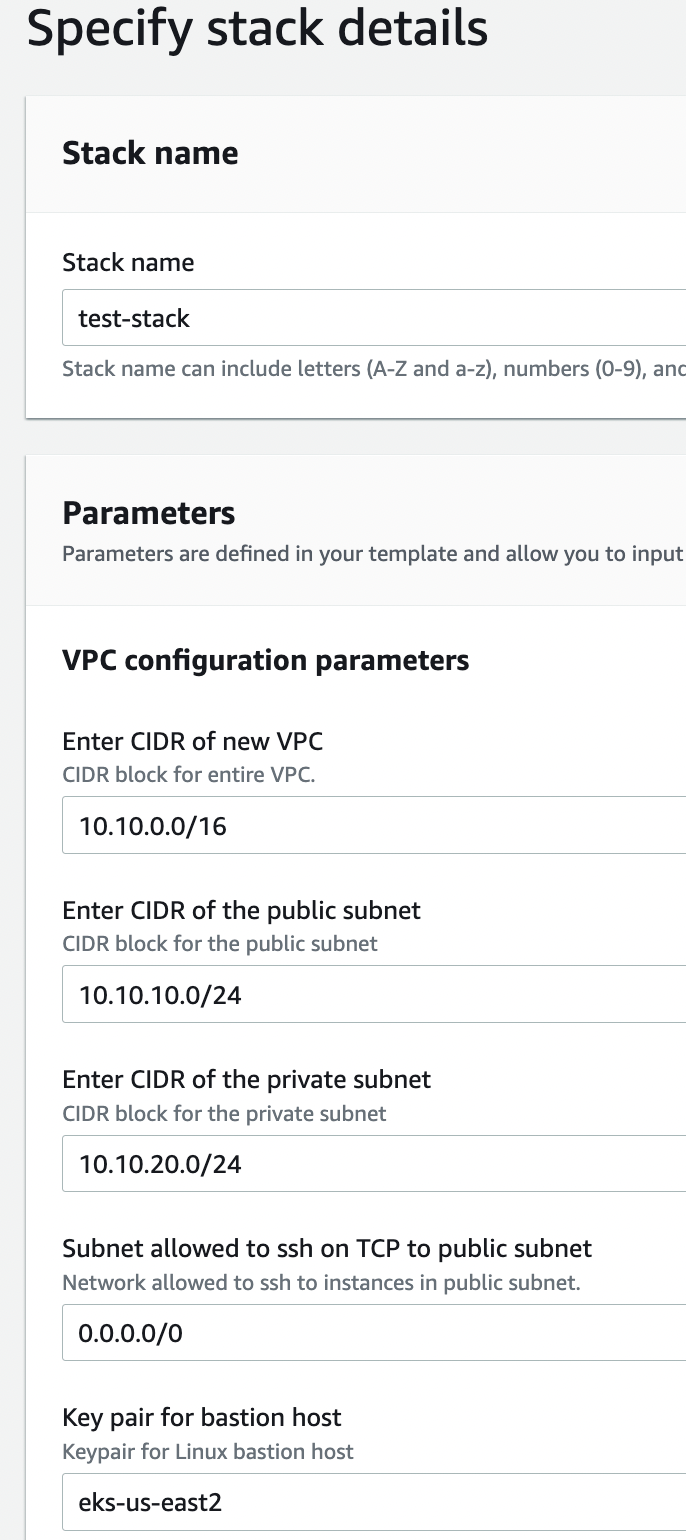 Specify stack details
Stack name
Stack name
test-stack
Stack name can include letters (A-Z and a-z), numbers (0-9), and
Parameters
Parameters are defined in your template and allow you to input
VPC configuration parameters
Enter CIDR of new VPC
CIDR block for entire VPC.
10.10.0.0/16
Enter CIDR of the public subnet
CIDR block for the public subnet
10.10.10.0/24
Enter CIDR of the private subnet
CIDR block for the private subnet
10.10.20.0/24
Subnet allowed to ssh on TCP to public subnet
Network allowed to ssh to instances in public subnet.
0.0.0.0/0
Key pair for bastion host
Keypair for Linux bastion host
eks-us-east2